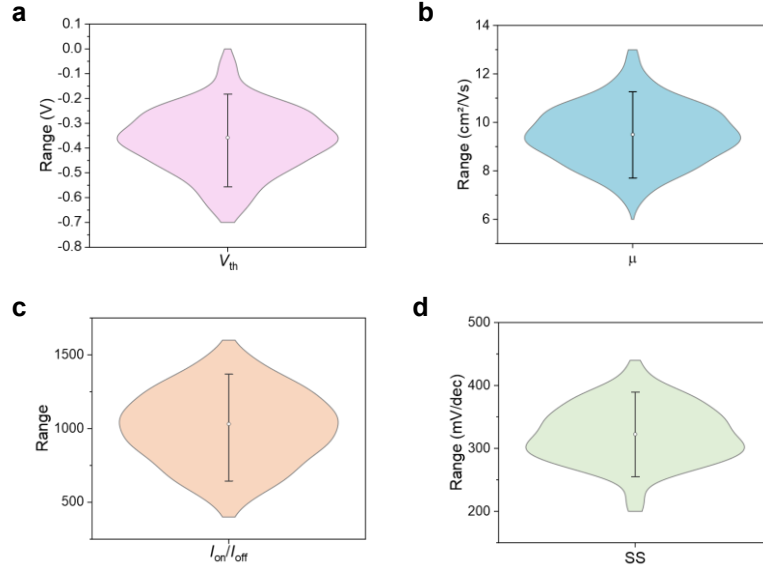 a
0.1
0.0
-0.1
-0.2
-0.3
-0.4
-0.5
-0.6
-0.7
-0.8
Range (V)
Vth
b
14
12
10
8
6
Range (cm²/Vs)
μ
c
1500
1000
500
Range
Ion/Ioff
d
500
400
300
200
Range (mV/dec)
SS